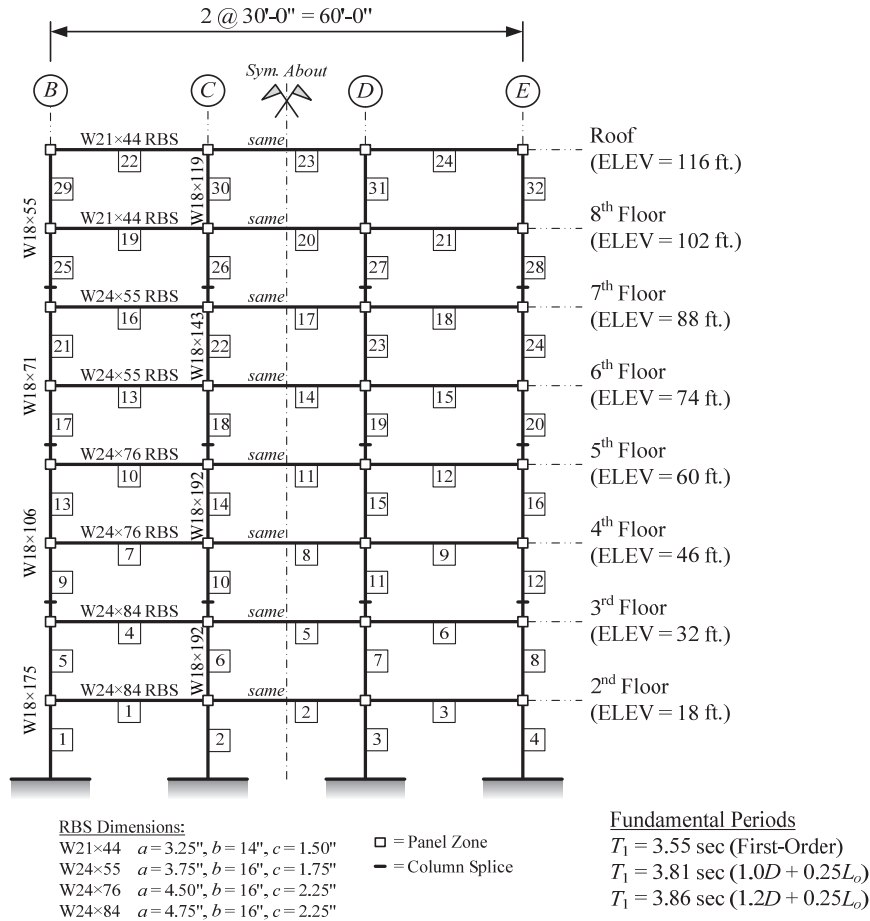 2 @ 30'-0" = 60'-0"
Sym. About
B C D E
W21×44 RBS same Roof
22 23 24 (ELEV = 116 ft.)
W18×55 29 W18×119 30 31 32
W21×44 RBS same 8th Floor
19 20 21 (ELEV = 102 ft.)
25 26 27 28
W24×55 RBS same 7th Floor
16 17 18 (ELEV = 88 ft.)
W18×71 21 W18×143 22 23 24
W24×55 RBS same 6th Floor
13 14 15 (ELEV = 74 ft.)
17 18 19 20
W24×76 RBS same 5th Floor
10 11 12 (ELEV = 60 ft.)
W18×106 13 W18×192 14 15 16
W24×76 RBS same 4th Floor
7 8 9 (ELEV = 46 ft.)
9 10 11 12
W24×84 RBS same 3rd Floor
4 5 6 (ELEV = 32 ft.)
W18×175 5 W18×192 6 7 8
W24×84 RBS same 2nd Floor
1 2 3 (ELEV = 18 ft.)
1 2 3 4
RBS Dimensions:
W21×44 a = 3.25", b = 14", c = 1.50"
W24×55 a = 3.75", b = 16", c = 1.75"
W24×76 a = 4.50", b = 16", c = 2.25"
W24×84 a = 4.75", b = 16", c = 2.25"
= Panel Zone
= Column Splice
Fundamental Periods
T1 = 3.55 sec (First-Order)
T1 = 3.81 sec (1.0D + 0.25Lo)
T1 = 3.86 sec (1.2D + 0.25Lo)